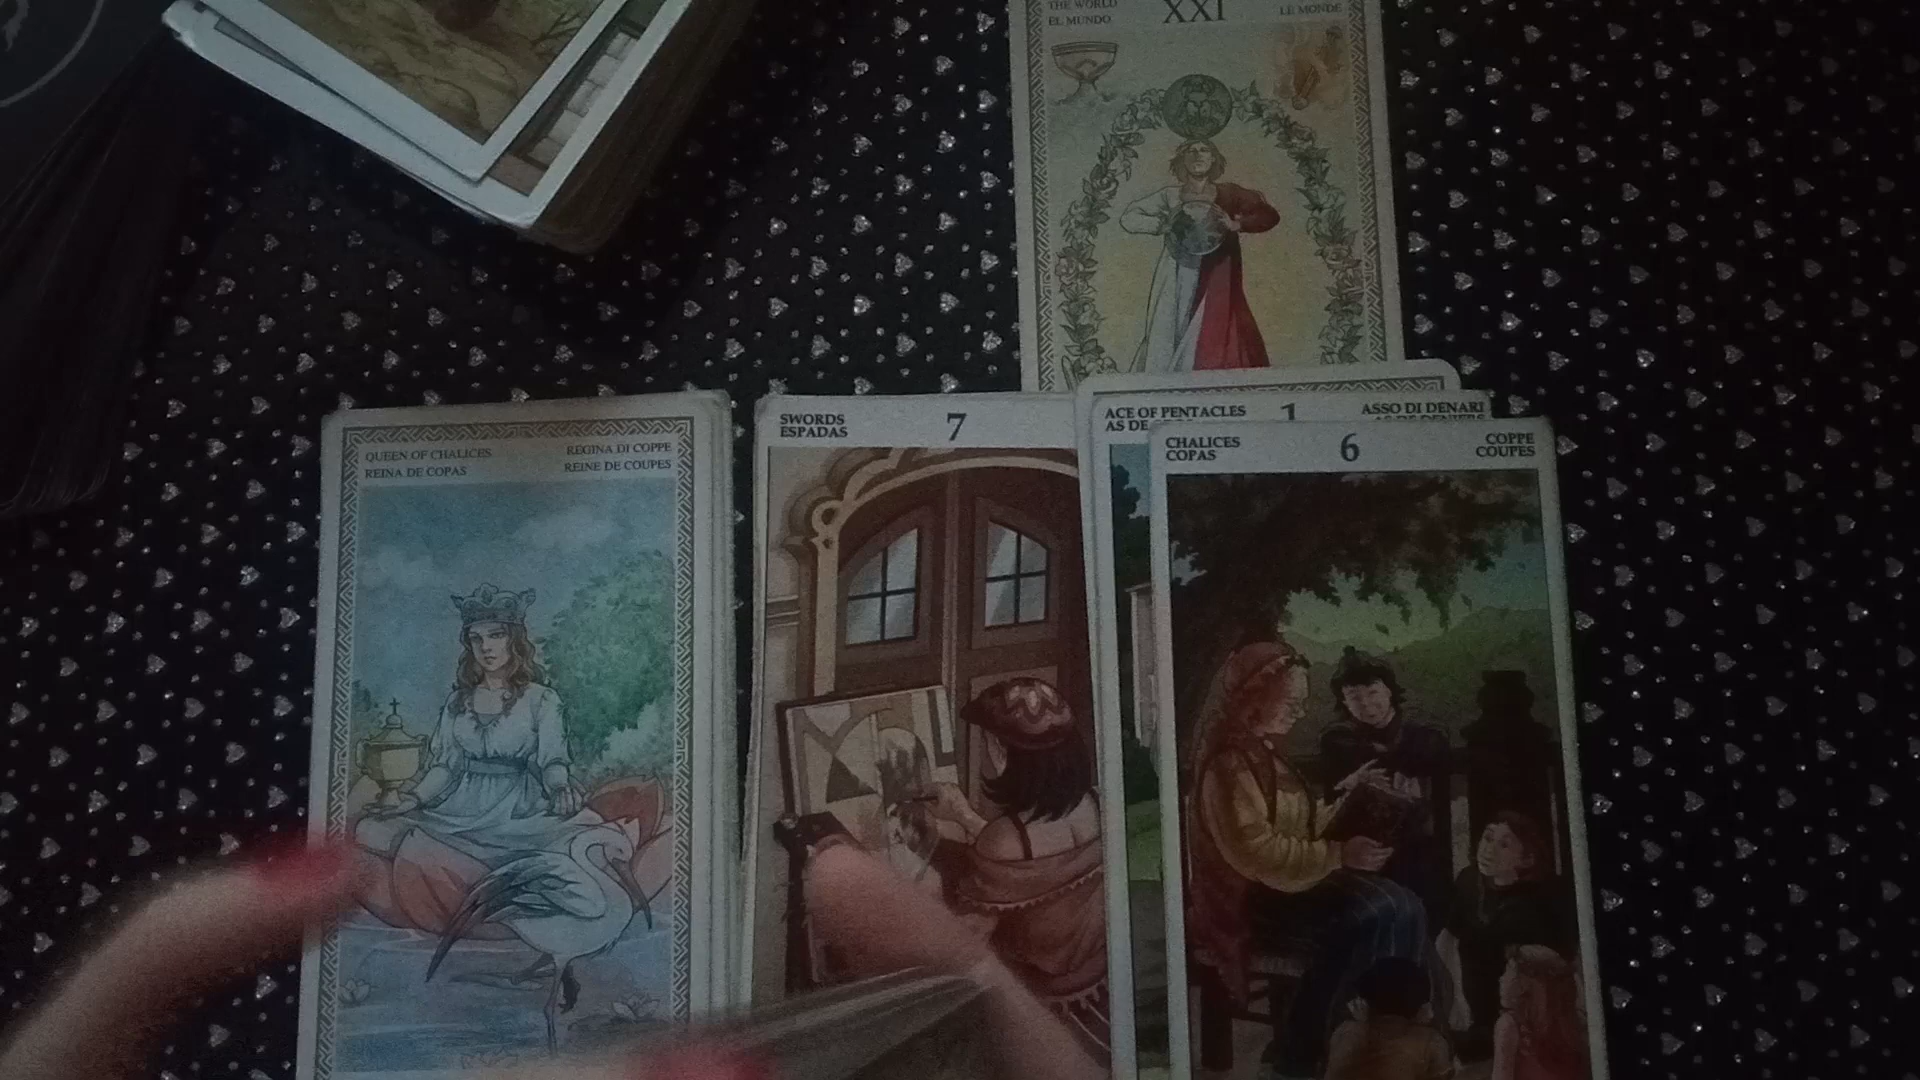 THE WORLD XXI LE MONDE
EL MUNDO
QUEEN OF CHALICES REGINA DI COPPE
REINA DE COPAS REINE DE COUPES
SWORDS 7
ESPADAS
ACE OF PENTACLES 1 ASSO DI DENARI
AS DE
CHALICES 6 COPPE
COPAS COUPES